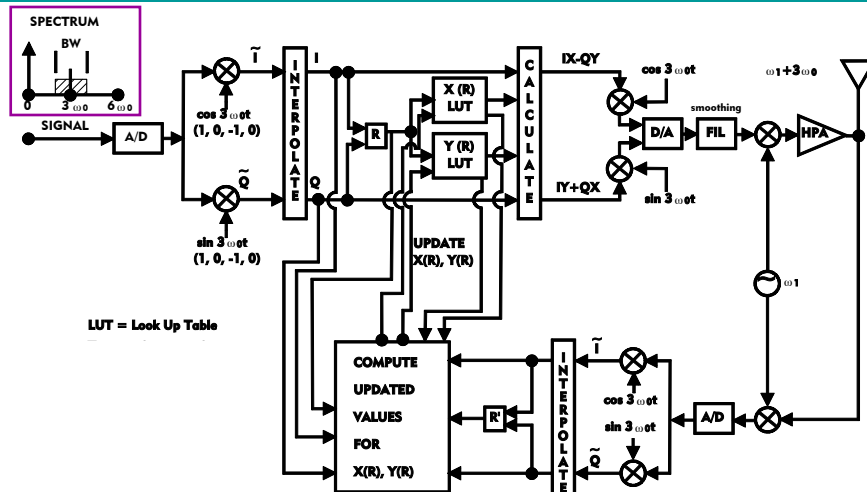 SPECTRUM
BW
0
3 ω0
6 ω0
SIGNAL
A/D
Ĩ
cos 3 ω0t
(1, 0, -1, 0)
Q̃
sin 3 ω0t
(1, 0, -1, 0)
INTERPOLATE
I
Q
R
X (R)
LUT
Y (R)
LUT
CALCULATE
IX-QY
IY+QX
cos 3 ω0t
sin 3 ω0t
D/A
smoothing
FIL
ω1+3ω0
HPA
ω1
UPDATE
X(R), Y(R)
LUT = Look Up Table
COMPUTE
UPDATED
VALUES
FOR
X(R), Y(R)
R'
INTERPOLATE
Ĩ
cos 3 ω0t
sin 3 ω0t
Q̃
A/D